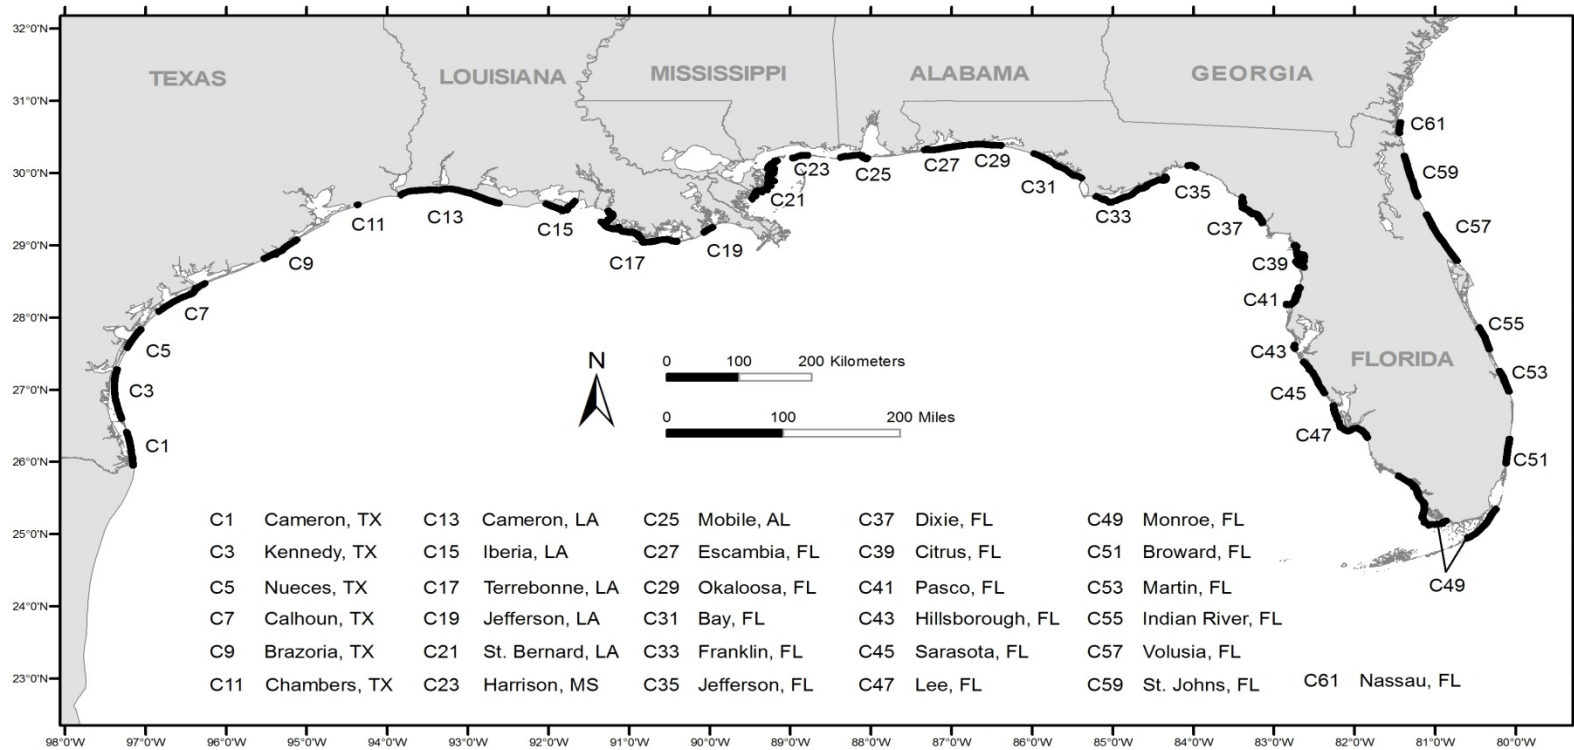 32°0'N
31°0'N
30°0'N
29°0'N
28°0'N
27°0'N
26°0'N
25°0'N
24°0'N
23°0'N
TEXAS
LOUISIANA
MISSISSIPPI
ALABAMA
GEORGIA
FLORIDA
C61
C59
C57
C55
C53
C51
C49
C47
C45
C43
C41
C39
C37
C35
C33
C31
C29
C27
C25
C23
C21
C19
C17
C15
C13
C11
C9
C7
C5
C3
C1
N
0 100 200 Kilometers
0 100 200 Miles
C1 Cameron, TX
C3 Kennedy, TX
C5 Nueces, TX
C7 Calhoun, TX
C9 Brazoria, TX
C11 Chambers, TX
C13 Cameron, LA
C15 Iberia, LA
C17 Terrebonne, LA
C19 Jefferson, LA
C21 St. Bernard, LA
C23 Harrison, MS
C25 Mobile, AL
C27 Escambia, FL
C29 Okaloosa, FL
C31 Bay, FL
C33 Franklin, FL
C35 Jefferson, FL
C37 Dixie, FL
C39 Citrus, FL
C41 Pasco, FL
C43 Hillsborough, FL
C45 Sarasota, FL
C47 Lee, FL
C49 Monroe, FL
C51 Broward, FL
C53 Martin, FL
C55 Indian River, FL
C57 Volusia, FL
C59 St. Johns, FL
C61 Nassau, FL
98°0'W 97°0'W 96°0'W 95°0'W 94°0'W 93°0'W 92°0'W 91°0'W 90°0'W 89°0'W 88°0'W 87°0'W 86°0'W 85°0'W 84°0'W 83°0'W 82°0'W 81°0'W 80°0'W